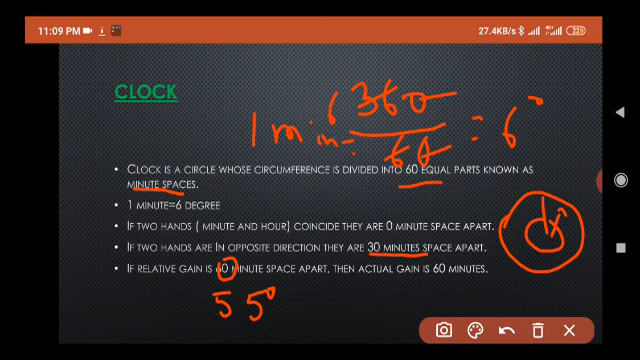 11:09 PM
27.4KB/s
22
CLOCK
1 min = 6 360 / 60 = 6°
• CLOCK IS A CIRCLE WHOSE CIRCUMFERENCE IS DIVIDED INTO 60 EQUAL PARTS KNOWN AS
MINUTE SPACES.
• 1 MINUTE=6 DEGREE
• IF TWO HANDS ( MINUTE AND HOUR) COINCIDE THEY ARE 0 MINUTE SPACE APART.
• IF TWO HANDS ARE IN OPPOSITE DIRECTION THEY ARE 30 MINUTES SPACE APART.
• IF RELATIVE GAIN IS 60 MINUTE SPACE APART, THEN ACTUAL GAIN IS 60 MINUTES.
55 50